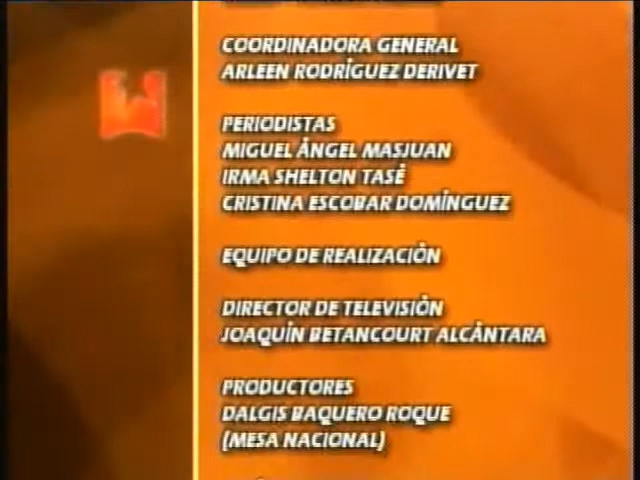 COORDINADORA GENERAL
ARLEEN RODRÍGUEZ DERIVET
PERIODISTAS
MIGUEL ÁNGEL MASJUAN
IRMA SHELTON TASÉ
CRISTINA ESCOBAR DOMÍNGUEZ
EQUIPO DE REALIZACIÓN
DIRECTOR DE TELEVISIÓN
JOAQUÍN BETANCOURT ALCÁNTARA
PRODUCTORES
DALGIS BAQUERO ROQUE
(MESA NACIONAL)